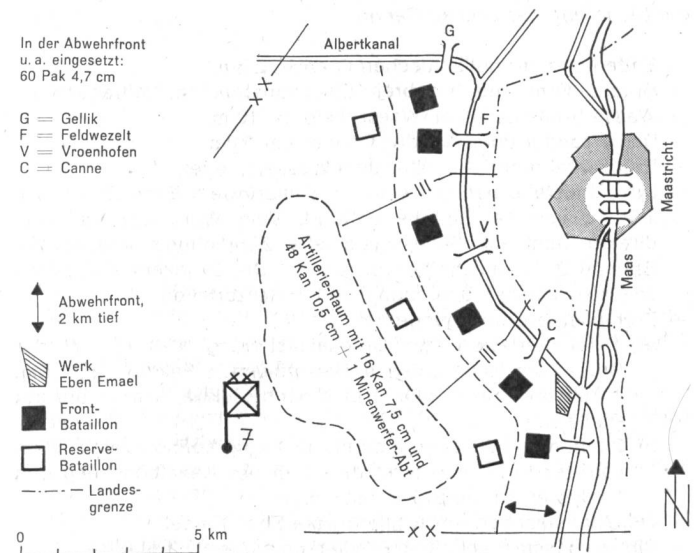 In der Abwehrfront
u. a. eingesetzt:
60 Pak 4,7 cm
G = Gellik
F = Feldwezelt
V = Vroenhofen
C = Canne
Albertkanal
G
F
V
C
Maastricht
Maas
Artillerie-Raum mit 16 Kan 7,5 cm und
48 Kan 10,5 cm + 1 Minenwerfer-Abt
Abwehrfront,
2 km tief
Werk
Eben Emael
Front-
Bataillon
Reserve-
Bataillon
Landes-
grenze
7
N
0 5 km